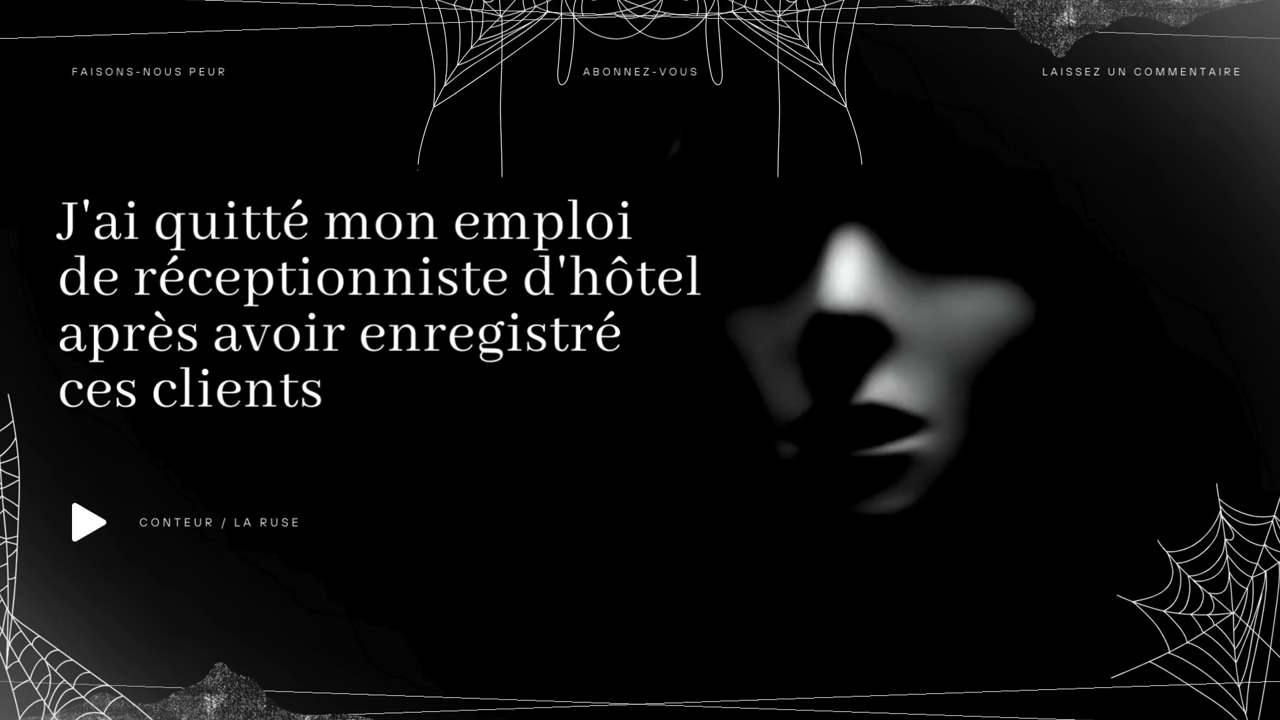 FAISONS-NOUS PEUR
ABONNEZ-VOUS
LAISSEZ UN COMMENTAIRE
J'ai quitté mon emploi
de réceptionniste d'hôtel
après avoir enregistré
ces clients
CONTEUR / LA RUSE